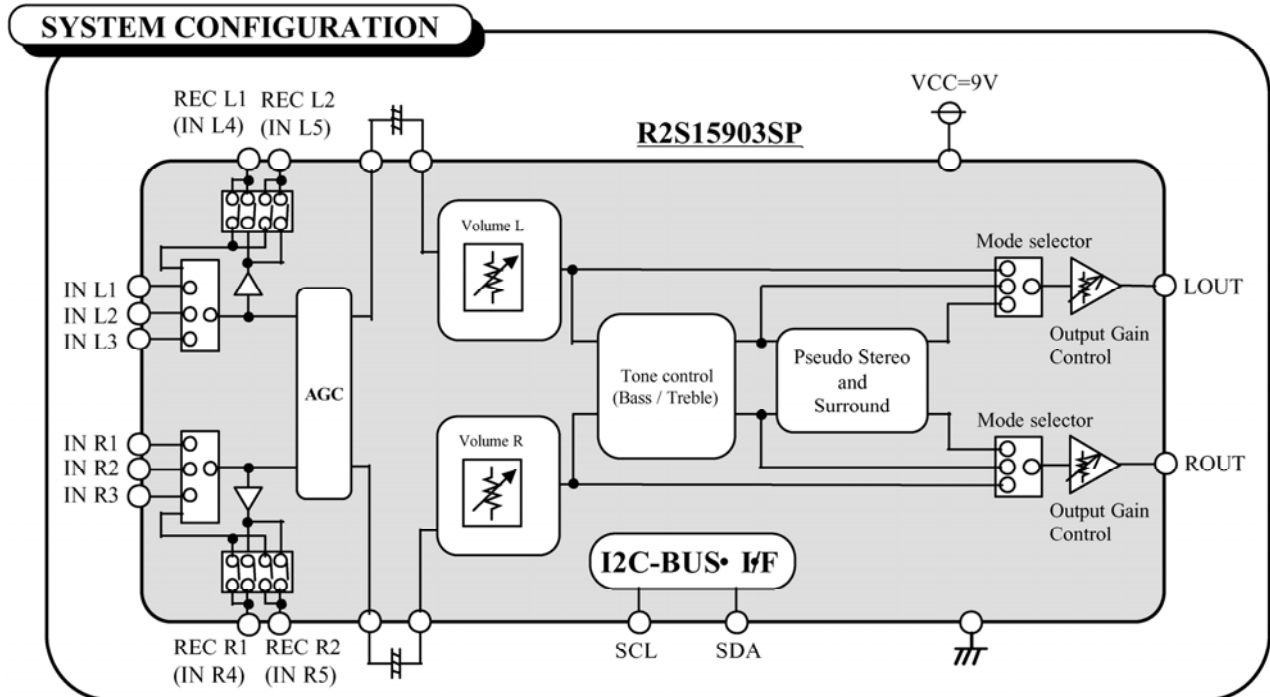 SYSTEM CONFIGURATION
VCC=9V
REC L1 REC L2
(IN L4) (IN L5)
R2S15903SP
Volume L
Mode selector
IN L1
IN L2
IN L3
LOUT
Output Gain
Control
AGC
Tone control
(Bass / Treble)
Pseudo Stereo
and
Surround
IN R1
IN R2
IN R3
Volume R
Mode selector
ROUT
Output Gain
Control
I2C-BUS• I/F
REC R1 REC R2
(IN R4) (IN R5)
SCL SDA